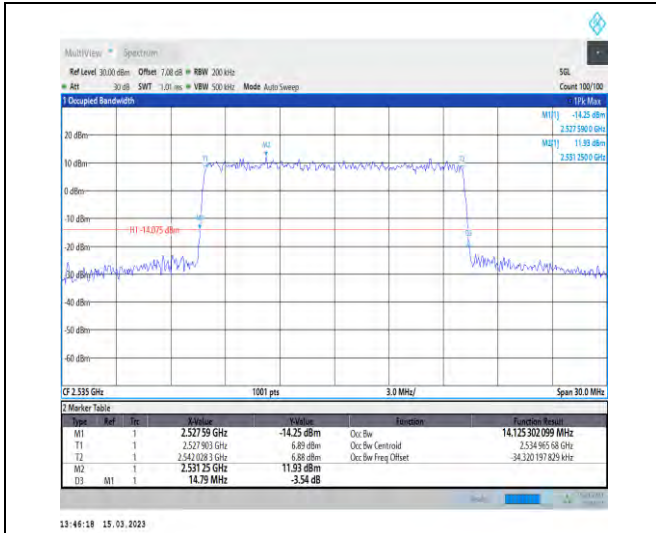 MultiView Spectrum
Ref Level 30.00 dBm Offset 7.08 dB RBW 200 kHz SGL
Att 30 dB SWT 1.01 ms VBW 500 kHz Mode Auto Sweep Count 100/100
1 Occupied Bandwidth 1Pk Max
M1[1] -14.25 dBm
2.527 590 0 GHz
20 dBm M2[1] 11.93 dBm
2.531 250 0 GHz
M2
10 dBm T1 T2
0 dBm
-10 dBm
M1
H1 -14.075 dBm
D3
-20 dBm
-30 dBm
-40 dBm
-50 dBm
-60 dBm
CF 2.535 GHz 1001 pts 3.0 MHz/ Span 30.0 MHz
2 Marker Table
Type Ref Trc X-Value Y-Value Function Function Result
M1 1 2.527 59 GHz -14.25 dBm Occ Bw 14.125 302 099 MHz
T1 1 2.527 903 GHz 6.89 dBm Occ Bw Centroid 2.534 965 68 GHz
T2 1 2.542 028 3 GHz 6.88 dBm Occ Bw Freq Offset -34.320 197 829 kHz
M2 1 2.531 25 GHz 11.93 dBm
D3 M1 1 14.79 MHz -3.54 dB
13:46:18 15.03.2023